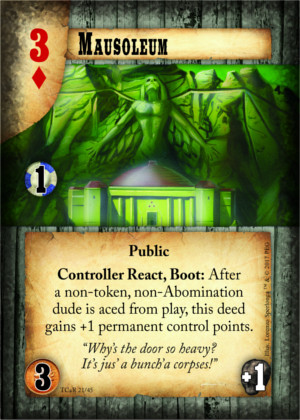 3
MAUSOLEUM
1
Public
Controller React, Boot: After
a non-token, non-Abomination
dude is aced from play, this deed
gains +1 permanent control points.
"Why's the door so heavy?
It's jus' a bunch'a corpses!"
3
+1